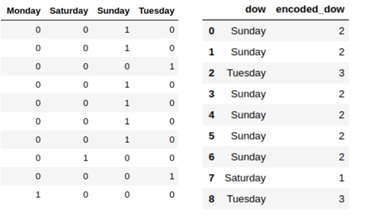 Monday Saturday Sunday Tuesday
0 0 1 0
0 0 1 0
0 0 0 1
0 0 1 0
0 0 1 0
0 0 1 0
0 0 1 0
0 1 0 0
0 0 0 1
1 0 0 0
dow encoded_dow
0 Sunday 2
1 Sunday 2
2 Tuesday 3
3 Sunday 2
4 Sunday 2
5 Sunday 2
6 Sunday 2
7 Saturday 1
8 Tuesday 3